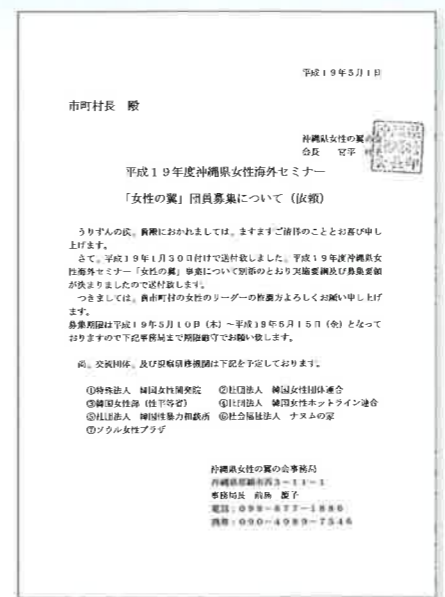 平成19年5月1日
市町村長　殿
沖縄県女性の翼の
会長
平成19年度沖縄県女性海外セミナー
「女性の翼」団員募集について（依頼）
うりずんの候、貴殿におかれましては、ますますご清祥のこととお喜び申し
上げます。
さて、平成19年1月30日付けで送付致しました、平成19年度沖縄県女
性海外セミナー「女性の翼」事業について別添のとおり実施要綱及び募集要領
が決まりましたので送付致します。
つきましては、貴市町村の女性のリーダーの推薦方よろしくお願い申し上げ
ます。
募集期限は平成19年5月10日（木）～平成19年6月15日（金）となって
おりますので下記事務局まで期限厳守でお願い致します。
尚、交流団体、及び視察研修機関は下記を予定しております。
①特殊法人　韓国女性開発院　②社団法人　韓国女性団体連合
③韓国女性部（性平等省）　④社団法人　韓国女性ホットライン連合
⑤社団法人　韓国性暴力相談所　⑥社会福祉法人　ナヌムの家
⑦ソウル女性プラザ
沖縄県女性の翼の会事務局
沖縄県那覇市西3－11－1
事務局長
電話：098－877－1886
携帯：090－4989－7546